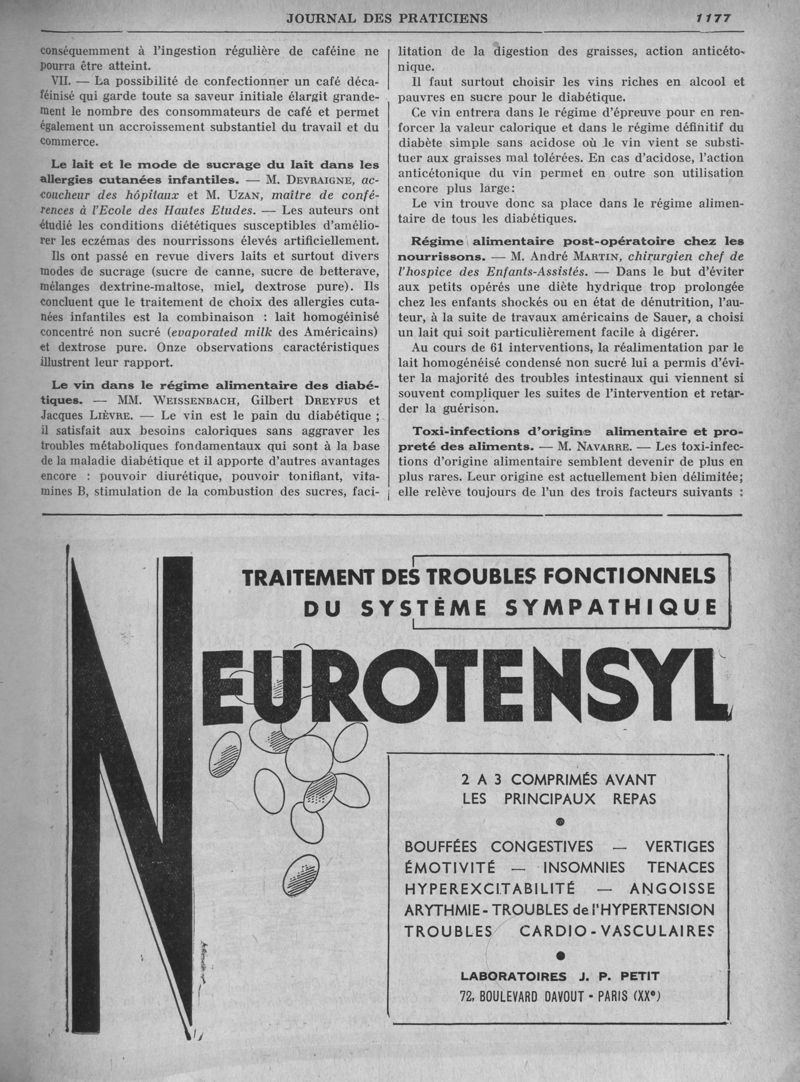 JOURNAL DES PRATICIENS 1177
conséquemment à l'ingestion régulière de caféine ne
pourra être atteint.
VII. — La possibilité de confectionner un café déca-
féinisé qui garde toute sa saveur initiale élargit grande-
ment le nombre des consommateurs de café et permet
également un accroissement substantiel du travail et du
commerce.
Le lait et le mode de sucrage du lait dans les
allergies cutanées infantiles. — M. DEVRAIGNE, ac-
coucheur des hôpitaux et M. UZAN, maître de confé-
rences à l'Ecole des Hautes Etudes. — Les auteurs ont
étudié les conditions diététiques susceptibles d'amélio-
rer les eczémas des nourrissons élevés artificiellement.
Ils ont passé en revue divers laits et surtout divers
modes de sucrage (sucre de canne, sucre de betterave,
mélanges dextrine-maltose, miel, dextrose pure). Ils
concluent que le traitement de choix des allergies cuta-
nées infantiles est la combinaison : lait homogéinisé
concentré non sucré (evaporated milk des Américains)
et dextrose pure. Onze observations caractéristiques
illustrent leur rapport.
Le vin dans le régime alimentaire des diabé-
tiques. — MM. WEISSENBACH, Gilbert DREYFUS et
Jacques LIÈVRE. — Le vin est le pain du diabétique ;
il satisfait aux besoins caloriques sans aggraver les
troubles métaboliques fondamentaux qui sont à la base
de la maladie diabétique et il apporte d'autres avantages
encore : pouvoir diurétique, pouvoir tonifiant, vita-
mines B, stimulation de la combustion des sucres, faci-
litation de la digestion des graisses, action anticéto-
nique.
Il faut surtout choisir les vins riches en alcool et
pauvres en sucre pour le diabétique.
Ce vin entrera dans le régime d'épreuve pour en ren-
forcer la valeur calorique et dans le régime définitif du
diabète simple sans acidose où le vin vient se substi-
tuer aux graisses mal tolérées. En cas d'acidose, l'action
anticétonique du vin permet en outre son utilisation
encore plus large:
Le vin trouve donc sa place dans le régime alimen-
taire de tous les diabétiques.
Régime alimentaire post-opératoire chez les
nourrissons. — M. André MARTIN, chirurgien chef de
l'hospice des Enfants-Assistés. — Dans le but d'éviter
aux petits opérés une diète hydrique trop prolongée
chez les enfants shockés ou en état de dénutrition, l'au-
teur, à la suite de travaux américains de Sauer, a choisi
un lait qui soit particulièrement facile à digérer.
Au cours de 61 interventions, la réalimentation par le
lait homogénéisé condensé non sucré lui a permis d'évi-
ter la majorité des troubles intestinaux qui viennent si
souvent compliquer les suites de l'intervention et retar-
der la guérison.
Toxi-infections d'origine alimentaire et pro-
preté des aliments. — M. NAVARRE. — Les toxi-infec-
tions d'origine alimentaire semblent devenir de plus en
plus rares. Leur origine est actuellement bien délimitée;
elle relève toujours de l'un des trois facteurs suivants :
TRAITEMENT DES TROUBLES FONCTIONNELS
DU SYSTÈME SYMPATHIQUE
NEUROTENSYL
2 A 3 COMPRIMÉS AVANT
LES PRINCIPAUX REPAS
BOUFFÉES CONGESTIVES — VERTIGES
ÉMOTIVITÉ — INSOMNIES TENACES
HYPEREXCITABILITÉ — ANGOISSE
ARYTHMIE - TROUBLES de l'HYPERTENSION
TROUBLES CARDIO-VASCULAIRES
LABORATOIRES J. P. PETIT
72, BOULEVARD DAVOUT - PARIS (XXe)